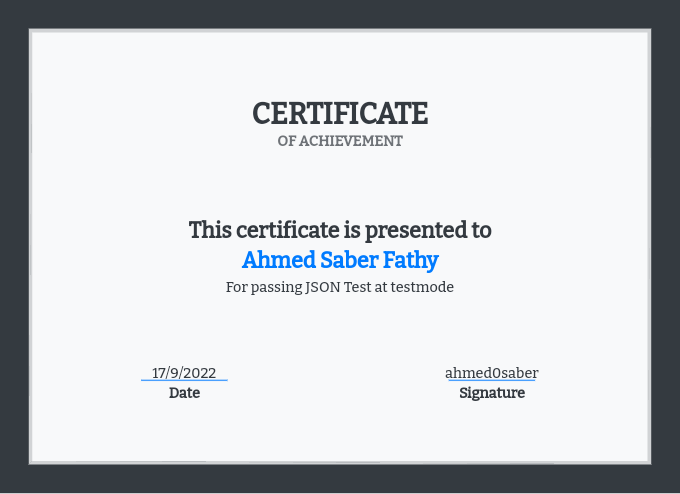 CERTIFICATE
OF ACHIEVEMENT
This certificate is presented to
Ahmed Saber Fathy
For passing JSON Test at testmode
17/9/2022
Date
ahmed0saber
Signature